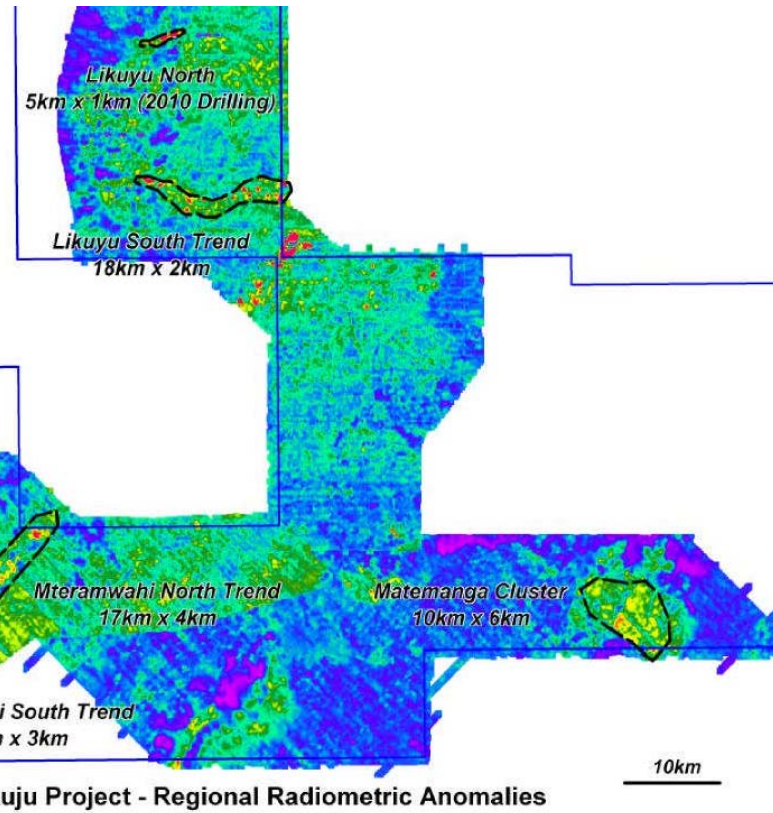 Likuyu North
5km x 1km (2010 Drilling)
Likuyu South Trend
18km x 2km
Mteramwahi North Trend
17km x 4km
Matemanga Cluster
10km x 6km
i South Trend
x 3km
10km
uju Project - Regional Radiometric Anomalies